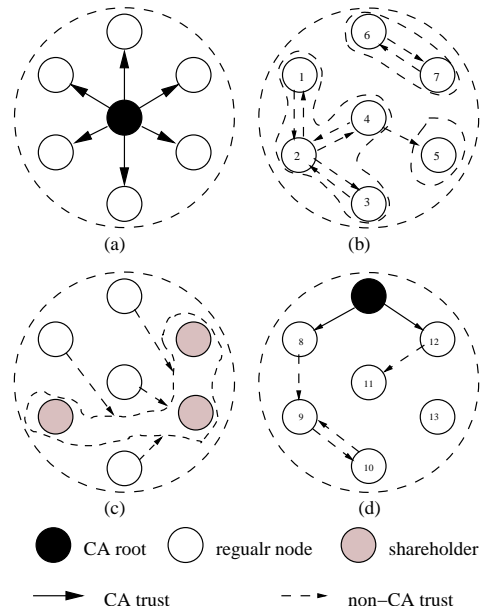 6
1
7
4
5
2
3
(a)
(b)
8
12
11
9
13
10
(c)
(d)
CA root
regualr node
shareholder
CA trust
non−CA trust